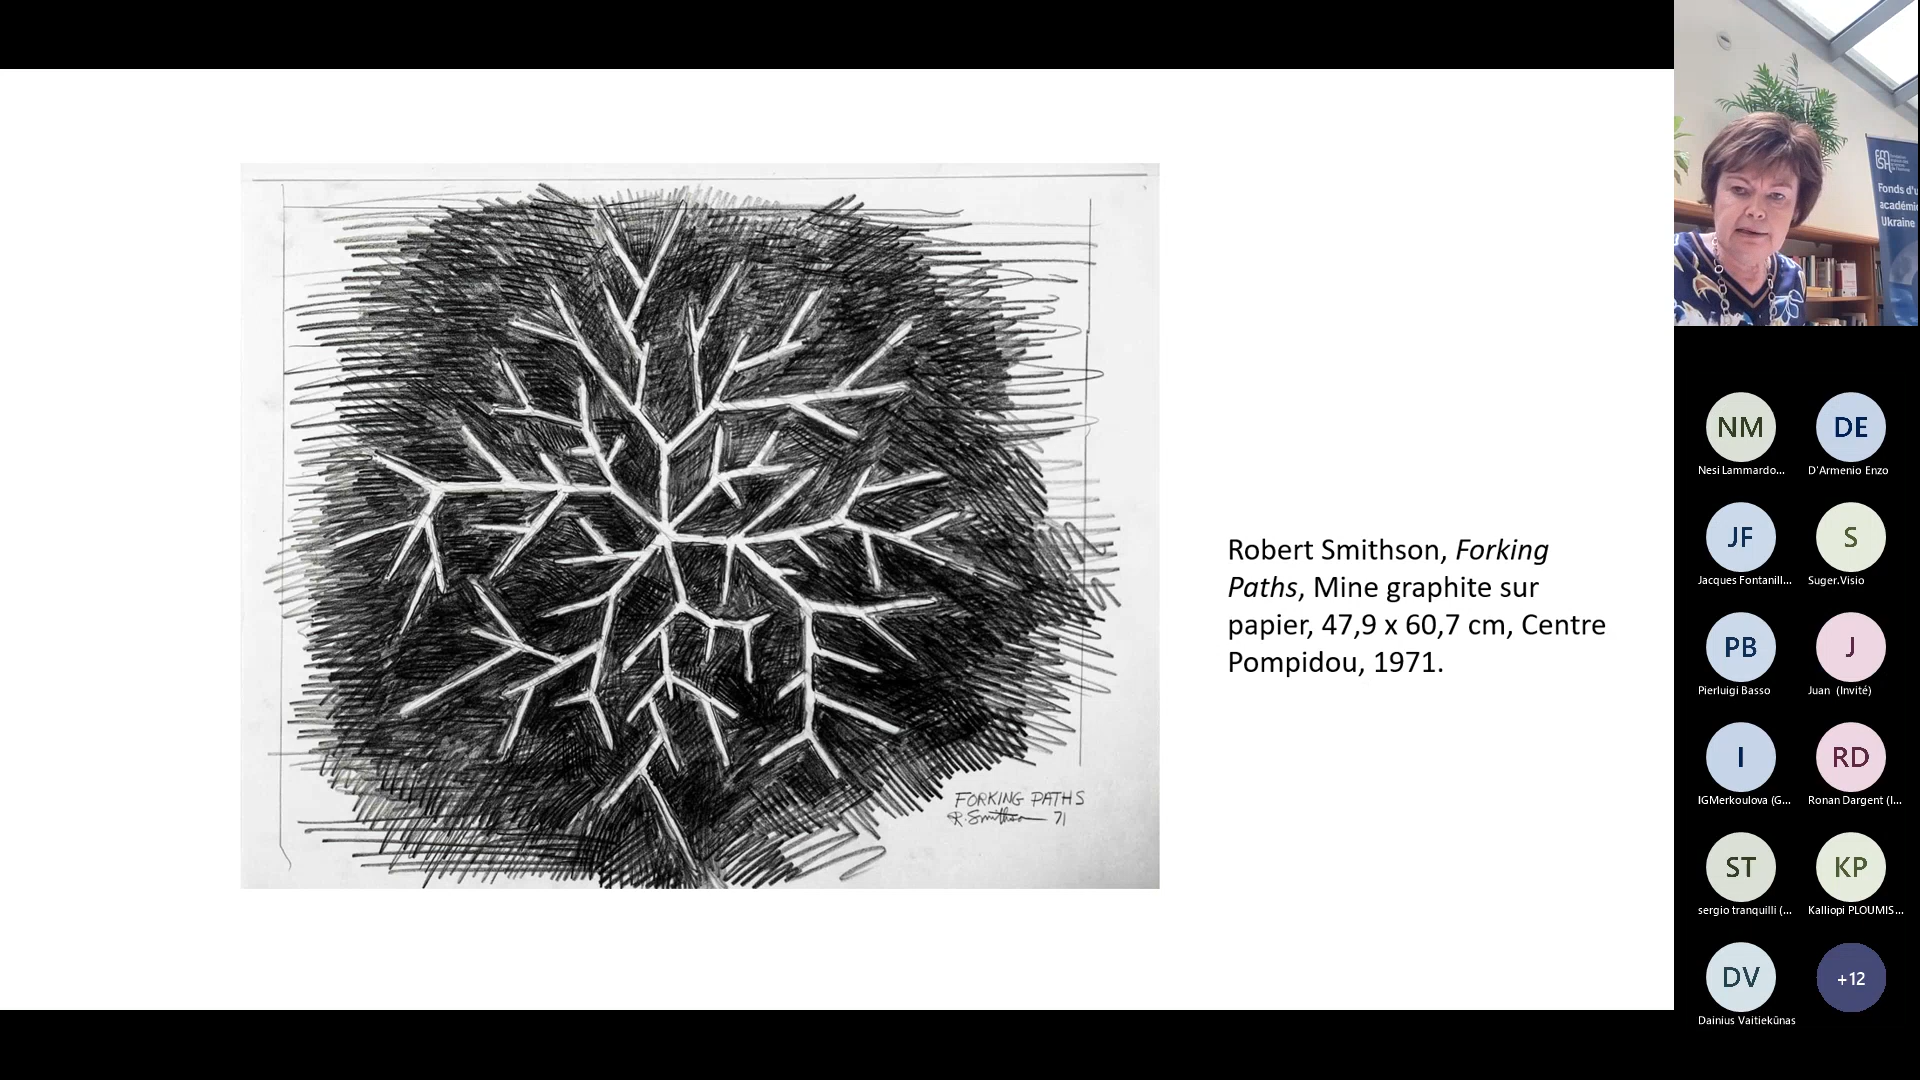 FORKING PATHS
R. Smithson 71
Robert Smithson, Forking
Paths, Mine graphite sur
papier, 47,9 x 60,7 cm, Centre
Pompidou, 1971.
FMSH
Fonds d'u
académi
Ukraine
NM
DE
Nesi Lammardo...
D'Armenio Enzo
JF
S
Jacques Fontanill...
Suger.Visio
PB
J
Pierluigi Basso
Juan (Invité)
I
RD
IGMerkoulova (G...
Ronan Dargent (I...
ST
KP
sergio tranquilli (...
Kalliopi PLOUMIS...
DV
+12
Dainius Vaitiekūnas